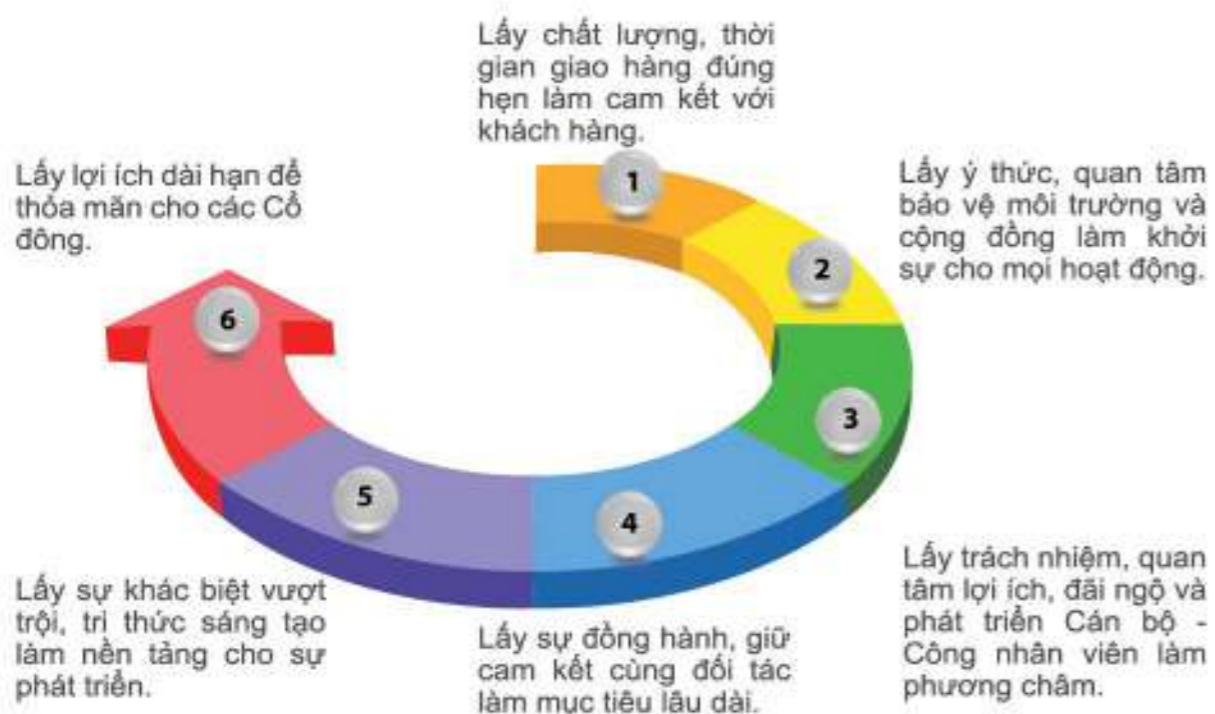 Lấy chất lượng, thời
gian giao hàng đúng
hẹn làm cam kết với
khách hàng.
1
Lấy ý thức, quan tâm
bảo vệ môi trường và
cộng đồng làm khởi
sự cho mọi hoạt động.
2
3
Lấy trách nhiệm, quan
tâm lợi ích, đãi ngộ và
phát triển Cán bộ -
Công nhân viên làm
phương châm.
4
Lấy sự đồng hành, giữ
cam kết cùng đối tác
làm mục tiêu lâu dài.
5
Lấy sự khác biệt vượt
trội, tri thức sáng tạo
làm nền tảng cho sự
phát triển.
6
Lấy lợi ích dài hạn để
thỏa mãn cho các Cổ
đông.